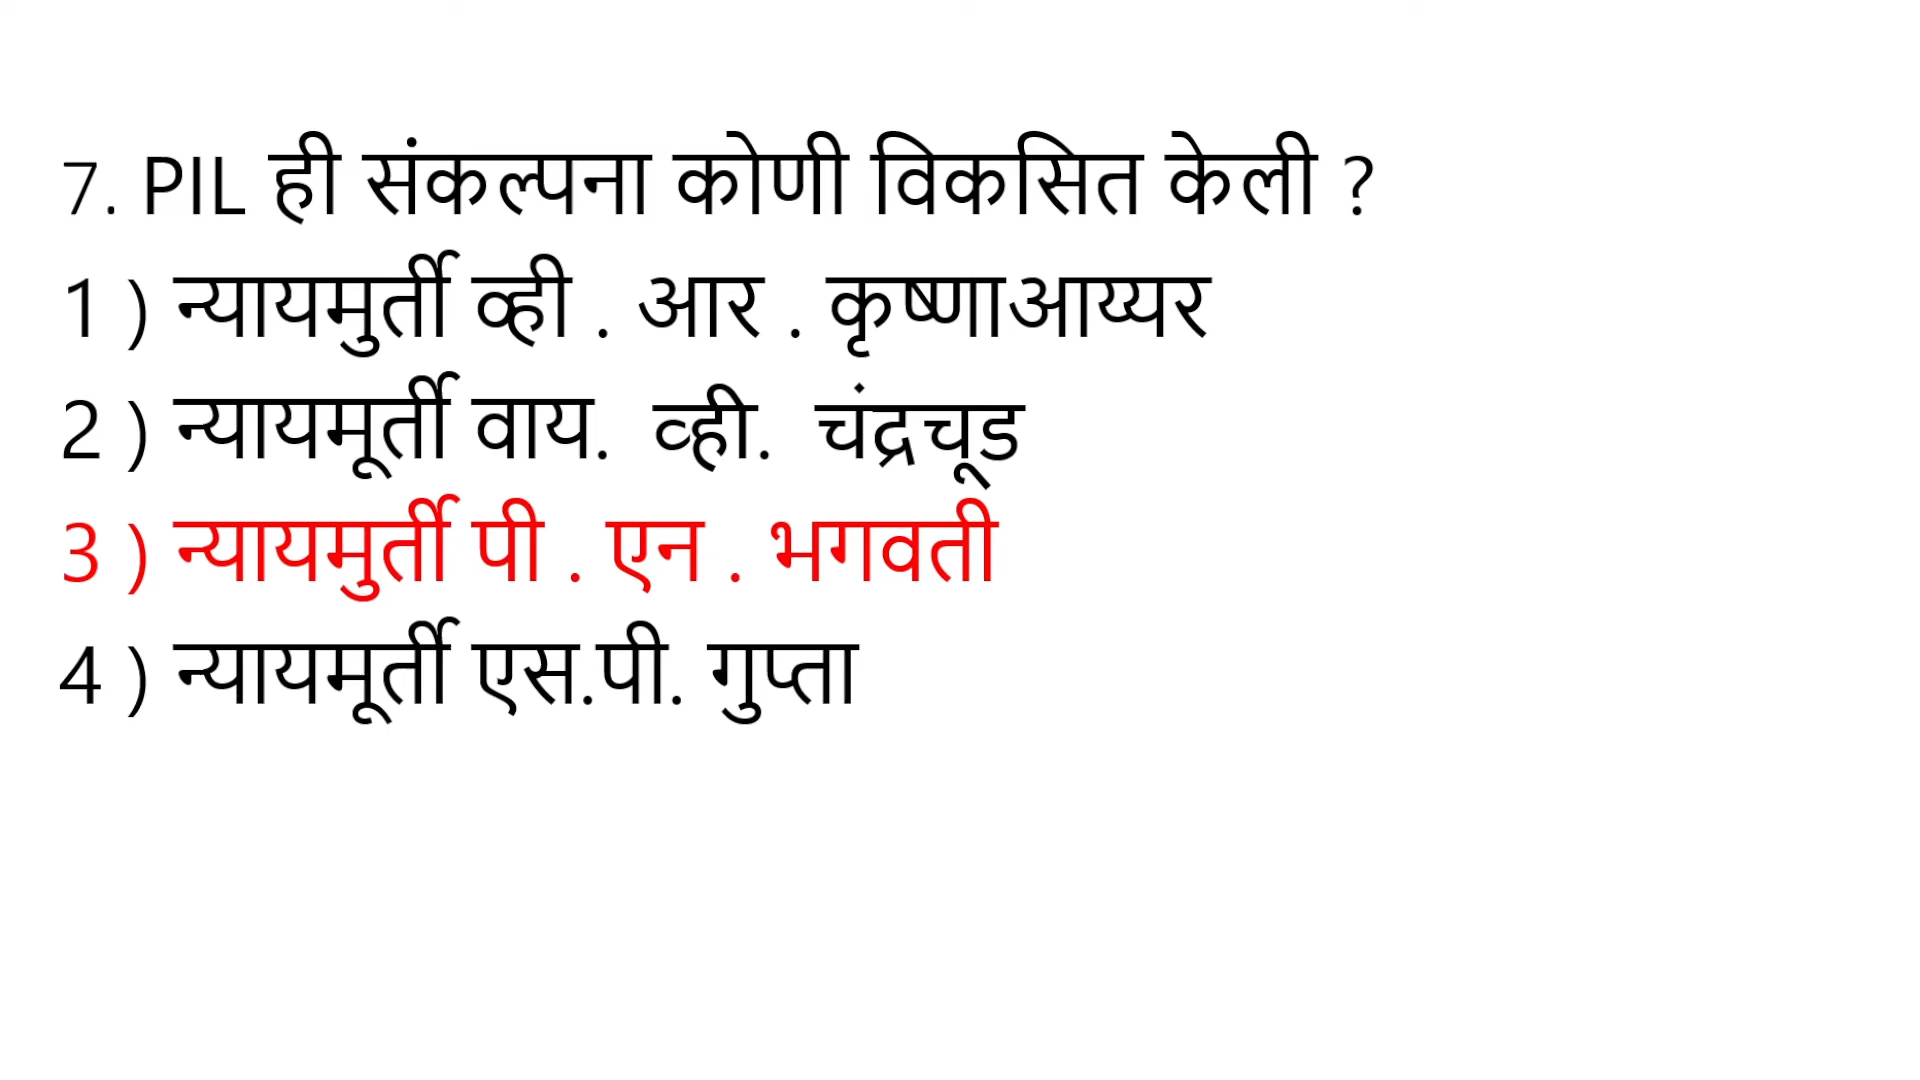 7. PIL ही संकल्पना कोणी विकसित केली ?
1 ) न्यायमुर्ती व्ही . आर . कृष्णाआय्यर
2 ) न्यायमूर्ती वाय. व्ही. चंद्रचूड
3 ) न्यायमुर्ती पी . एन . भगवती
4 ) न्यायमूर्ती एस.पी. गुप्ता